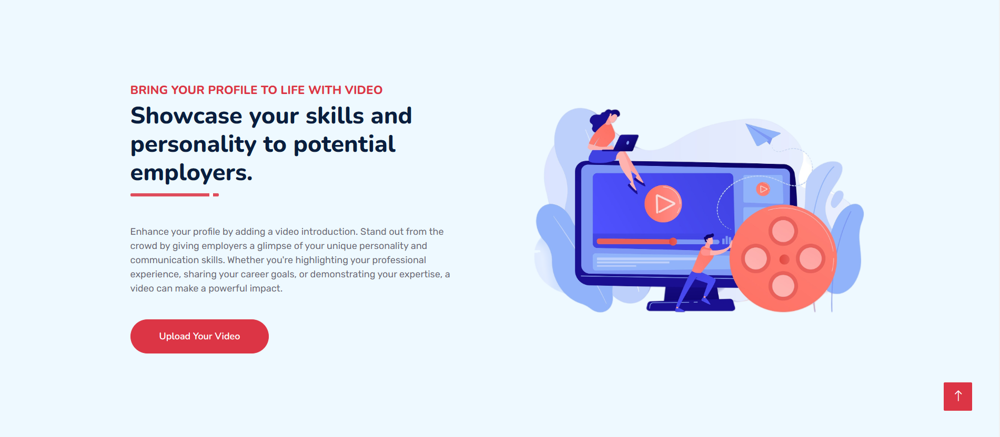 BRING YOUR PROFILE TO LIFE WITH VIDEO
Showcase your skills and
personality to potential
employers.
Enhance your profile by adding a video introduction. Stand out from the
crowd by giving employers a glimpse of your unique personality and
communication skills. Whether you're highlighting your professional
experience, sharing your career goals, or demonstrating your expertise, a
video can make a powerful impact.
Upload Your Video